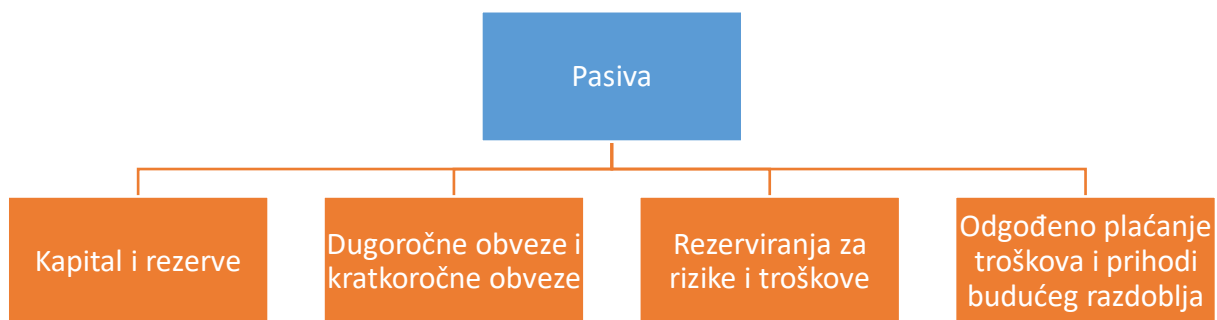 Pasiva
Kapital i rezerve
Dugoročne obveze i
kratkoročne obveze
Rezerviranja za
rizike i troškove
Odgođeno plaćanje
troškova i prihodi
budućeg razdoblja